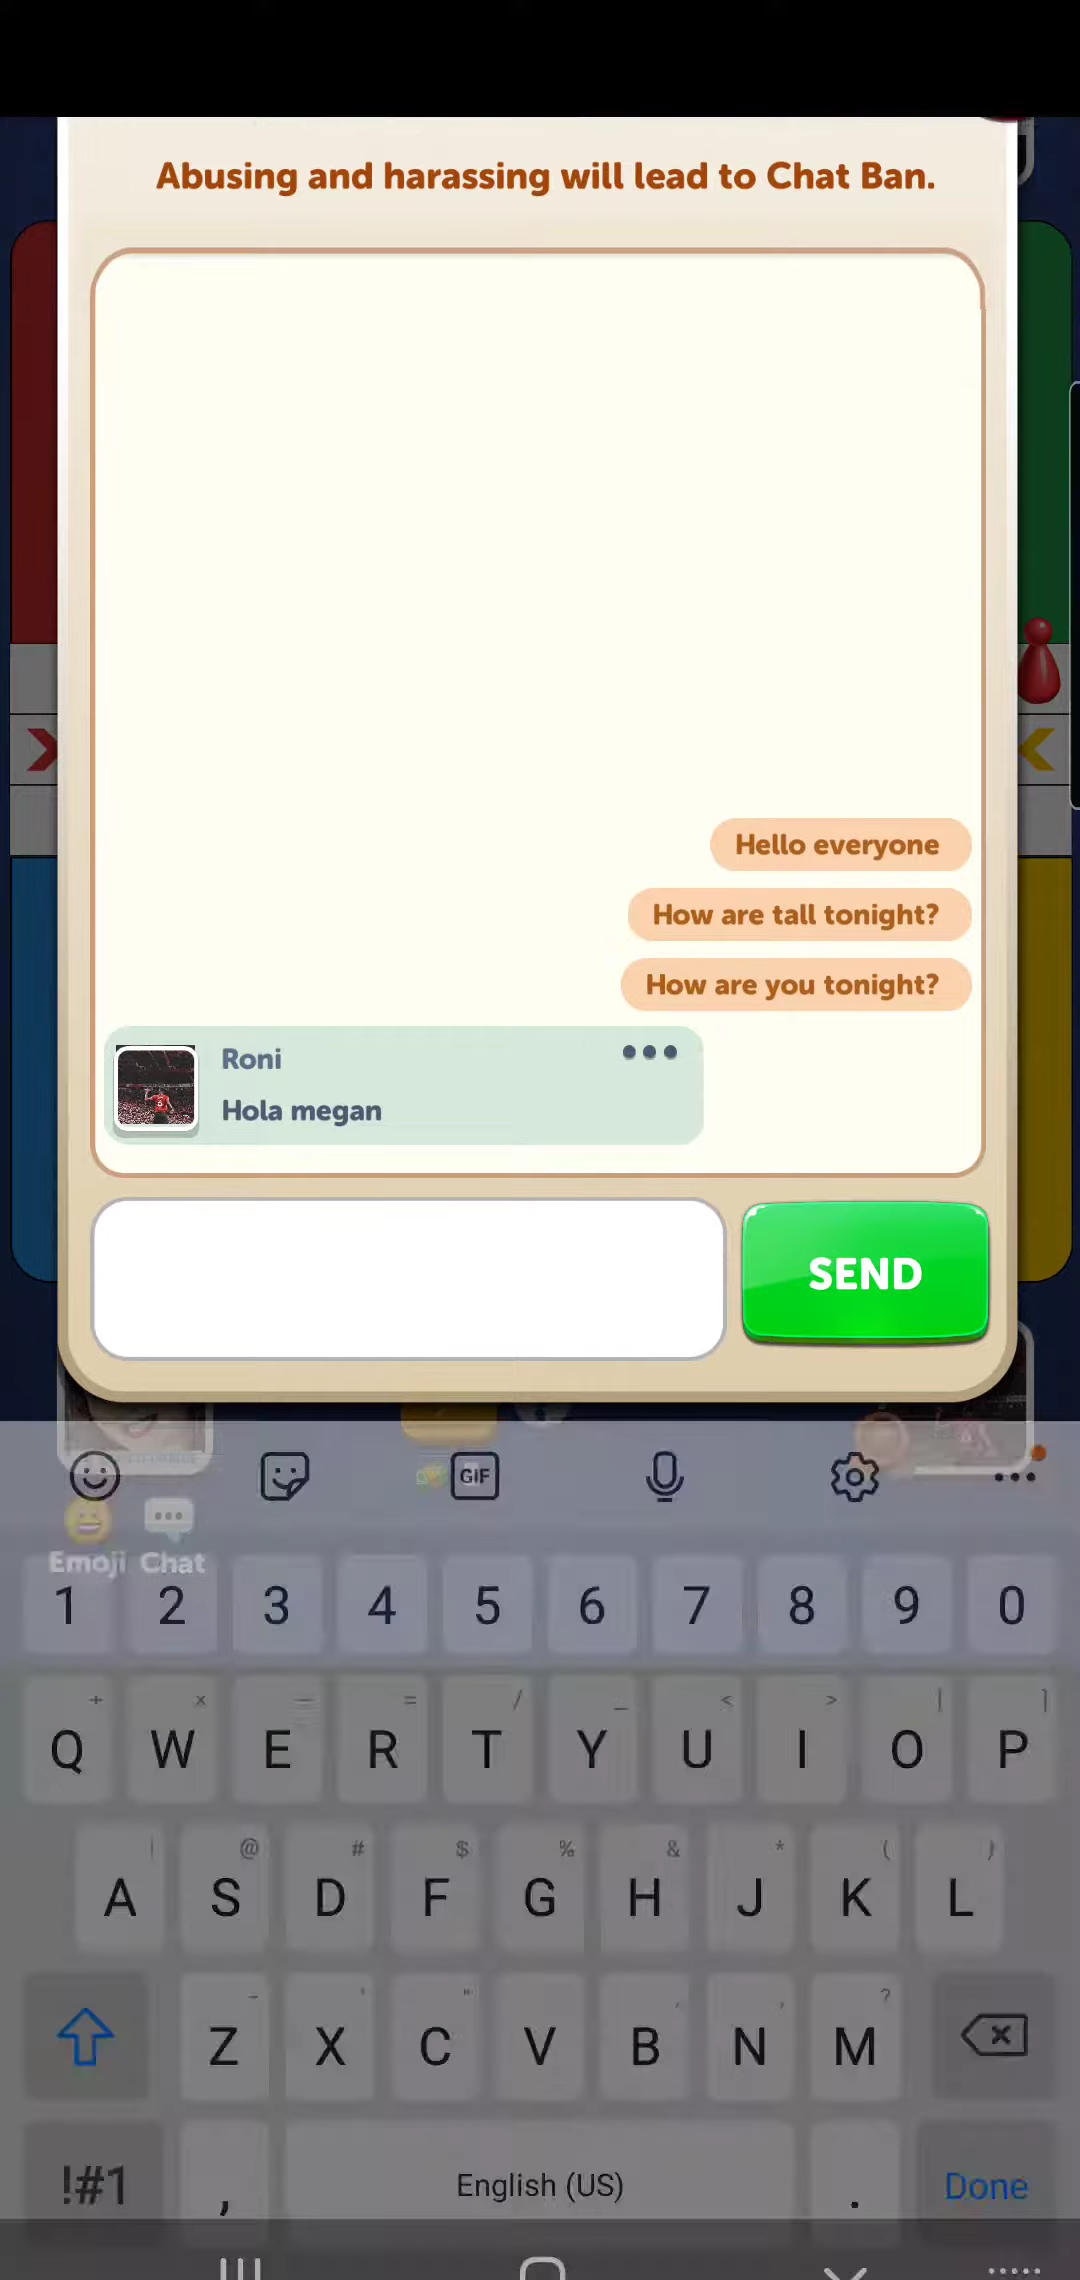 Abusing and harassing will lead to Chat Ban.
Hello everyone
How are tall tonight?
How are you tonight?
Roni
Hola megan
SEND
GIF
Emoji Chat
1 2 3 4 5 6 7 8 9 0
+ × = / _ < > | ]
Q W E R T Y U I O P
@ # $ % & * ( )
A S D F G H J K L
- ' " , ?
Z X C V B N M
!#1 , English (US) . Done